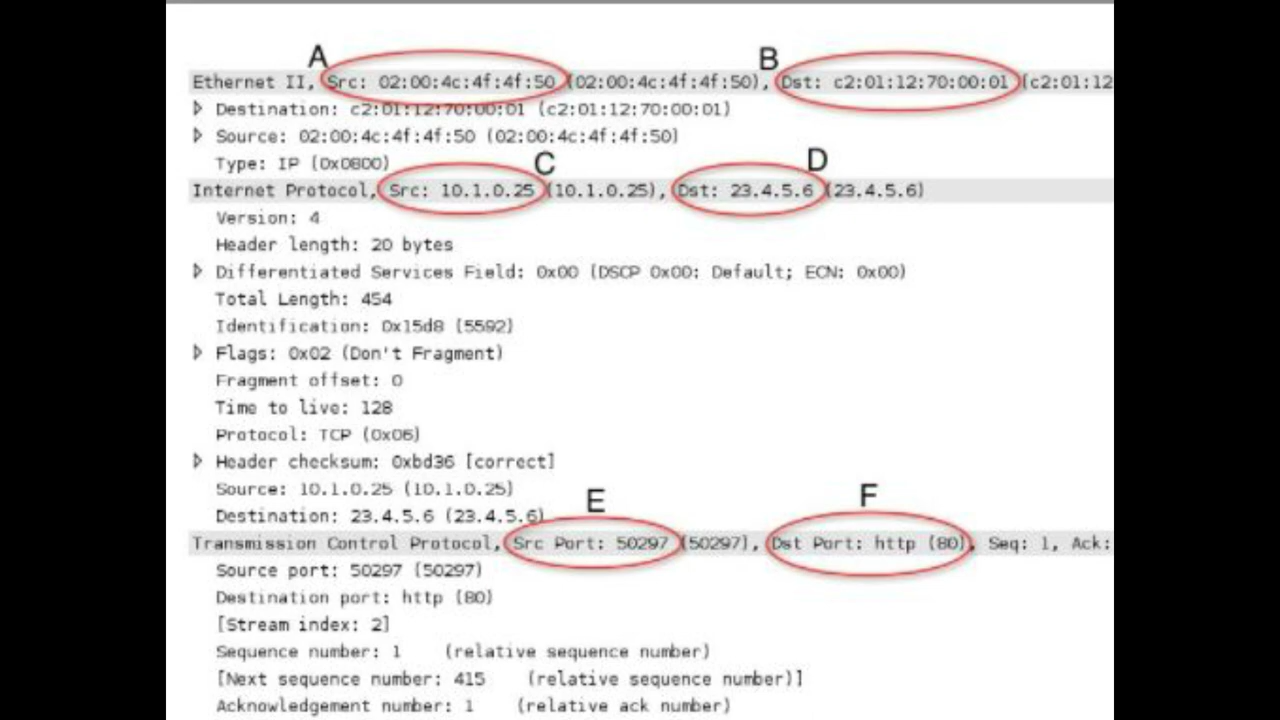 A B
Ethernet II, Src: 02:00:4c:4f:4f:50 (02:00:4c:4f:4f:50), Dst: c2:01:12:70:00:01 (c2:01:12
Destination: c2:01:12:70:00:01 (c2:01:12:70:00:01)
Source: 02:00:4c:4f:4f:50 (02:00:4c:4f:4f:50)
Type: IP (0x0800)
C D
Internet Protocol, Src: 10.1.0.25 (10.1.0.25), Dst: 23.4.5.6 (23.4.5.6)
Version: 4
Header length: 20 bytes
Differentiated Services Field: 0x00 (DSCP 0x00: Default; ECN: 0x00)
Total Length: 454
Identification: 0x15d8 (5592)
Flags: 0x02 (Don't Fragment)
Fragment offset: 0
Time to live: 128
Protocol: TCP (0x06)
Header checksum: 0xbd36 [correct]
Source: 10.1.0.25 (10.1.0.25)
Destination: 23.4.5.6 (23.4.5.6)
E F
Transmission Control Protocol, Src Port: 50297 (50297), Dst Port: http (80), Seq: 1, Ack:
Source port: 50297 (50297)
Destination port: http (80)
[Stream index: 2]
Sequence number: 1 (relative sequence number)
[Next sequence number: 415 (relative sequence number)]
Acknowledgement number: 1 (relative ack number)